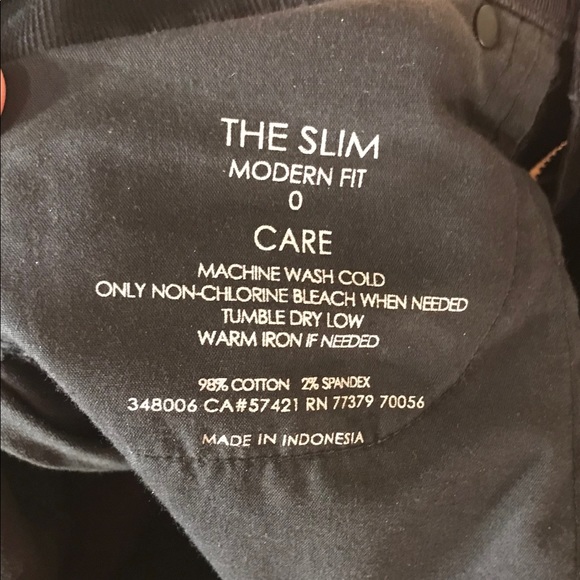 THE SLIM
MODERN FIT
0
CARE
MACHINE WASH COLD
ONLY NON-CHLORINE BLEACH WHEN NEEDED
TUMBLE DRY LOW
WARM IRON IF NEEDED
98% COTTON 2% SPANDEX
348006 CA#57421 RN 77379 70056
MADE IN INDONESIA